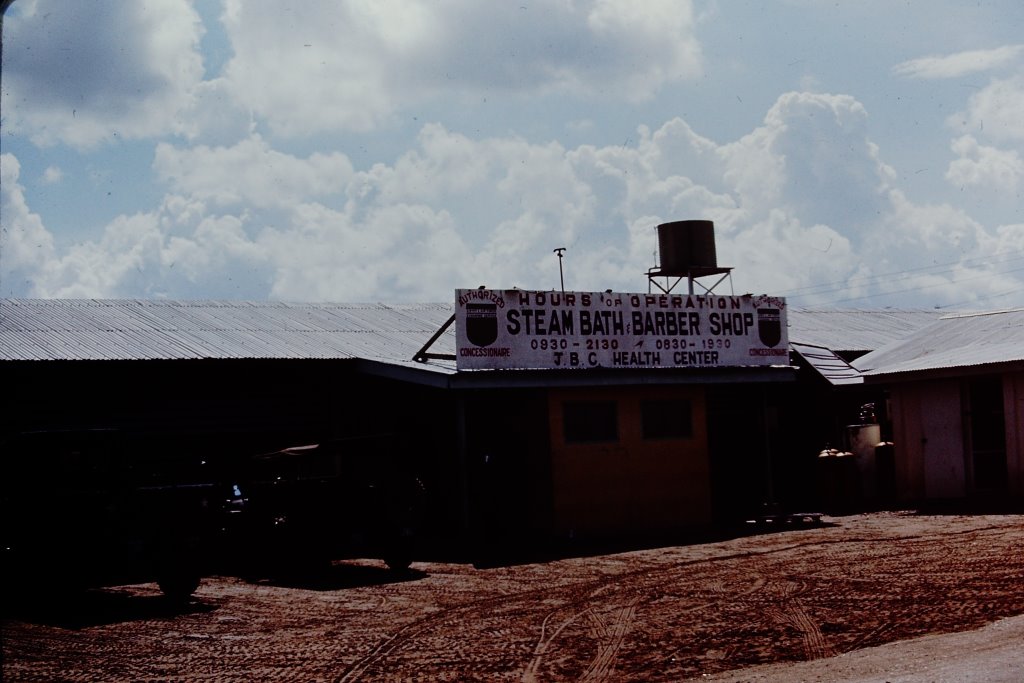 AUTHORIZED
CONCESSIONAIRE
HOURS OF OPERATION
STEAM BATH & BARBER SHOP
0930 - 2130 0830 - 1930
J.B.C. HEALTH CENTER
AUTHORIZED
CONCESSIONAIRE